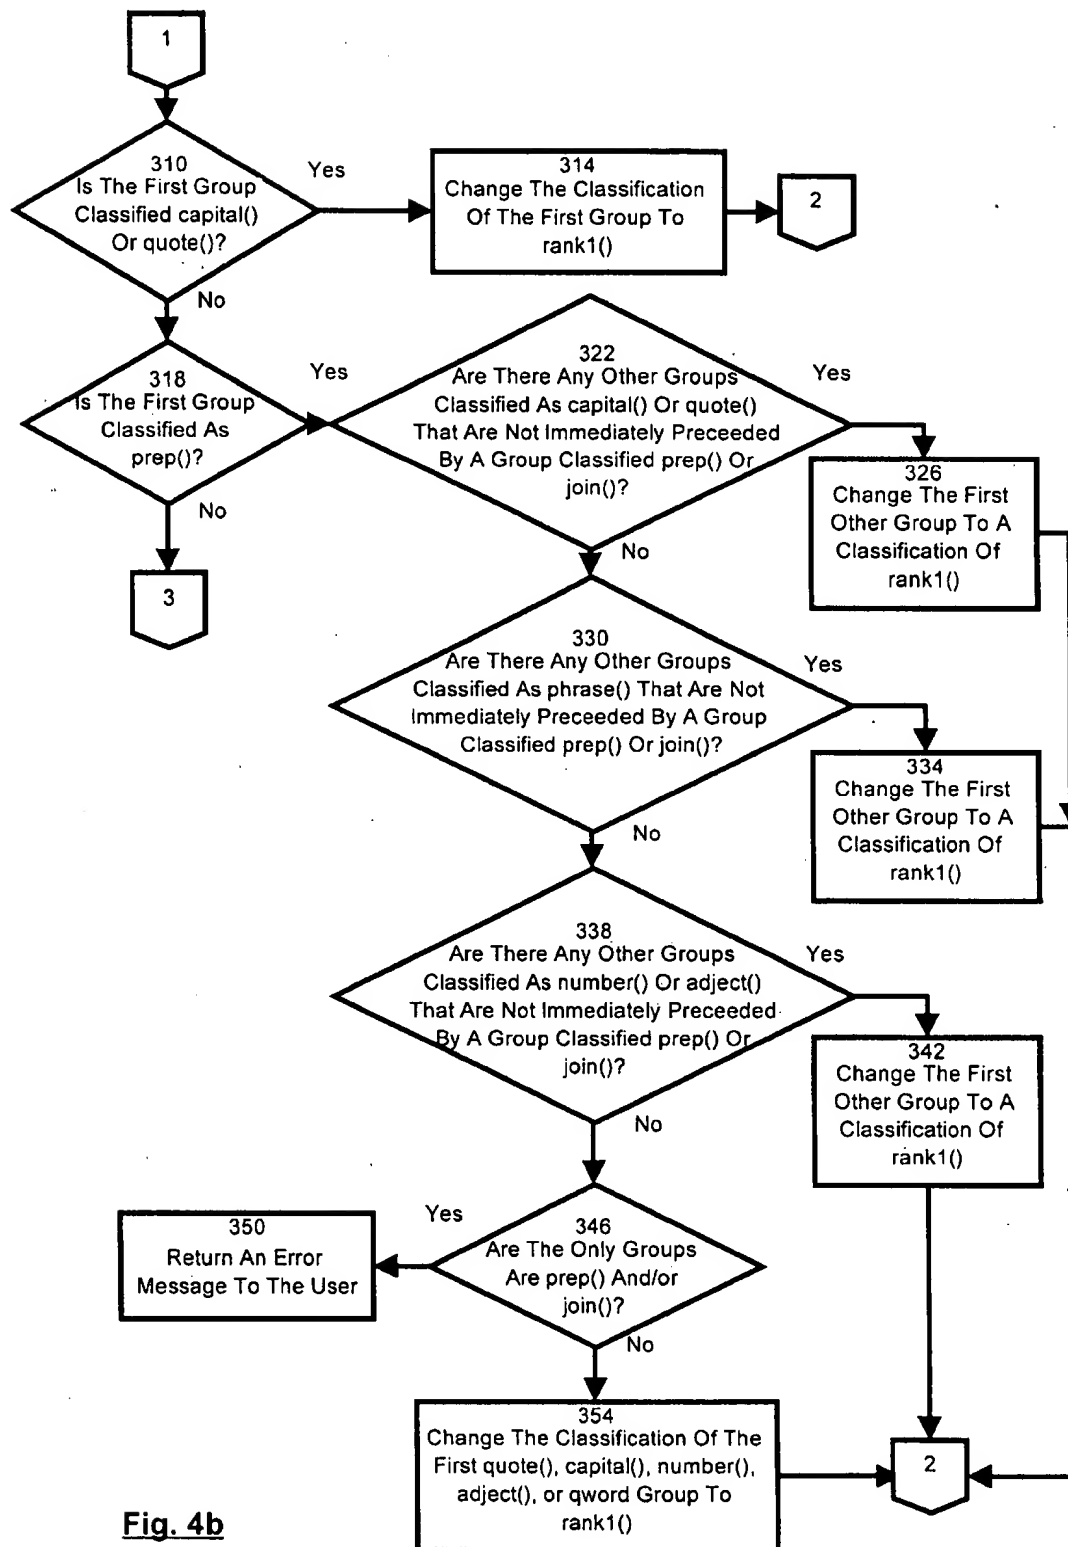 1
310
Is The First Group
Classified capital()
Or quote()?
Yes
314
Change The Classification
Of The First Group To
rank1()
2
No
318
Is The First Group
Classified As
prep()?
Yes
322
Are There Any Other Groups
Classified As capital() Or quote()
That Are Not Immediately Preceeded
By A Group Classified prep() Or
join()?
Yes
326
Change The First
Other Group To A
Classification Of
rank1()
No
3
No
330
Are There Any Other Groups
Classified As phrase() That Are Not
Immediately Preceeded By A Group
Classified prep() Or join()?
Yes
334
Change The First
Other Group To A
Classification Of
rank1()
No
338
Are There Any Other Groups
Classified As number() Or adject()
That Are Not Immediately Preceeded
By A Group Classified prep() Or
join()?
Yes
342
Change The First
Other Group To A
Classification Of
rank1()
No
346
Are The Only Groups
Are prep() And/or
join()?
Yes
350
Return An Error
Message To The User
No
354
Change The Classification Of The
First quote(), capital(), number(),
adject(), or qword Group To
rank1()
2
Fig. 4b